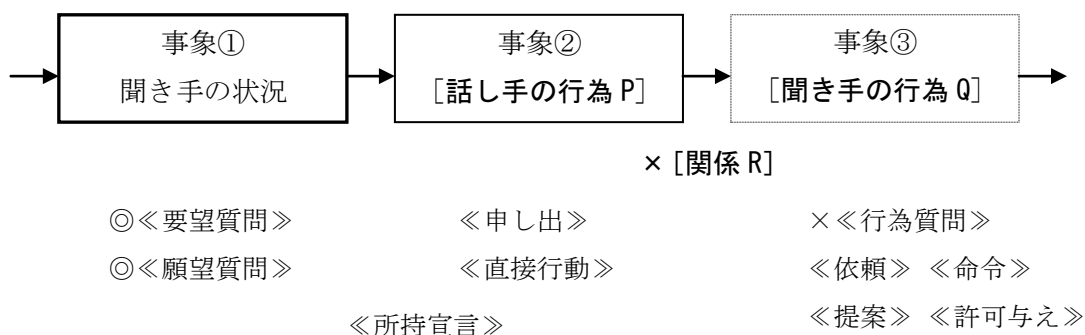 事象① 事象② 事象③
聞き手の状況 [話し手の行為 P] [聞き手の行為 Q]
× [関係 R]
◎≪要望質問≫ ≪申し出≫ ×≪行為質問≫
◎≪願望質問≫ ≪直接行動≫ ≪依頼≫ ≪命令≫
≪所持宣言≫ ≪提案≫ ≪許可与え≫